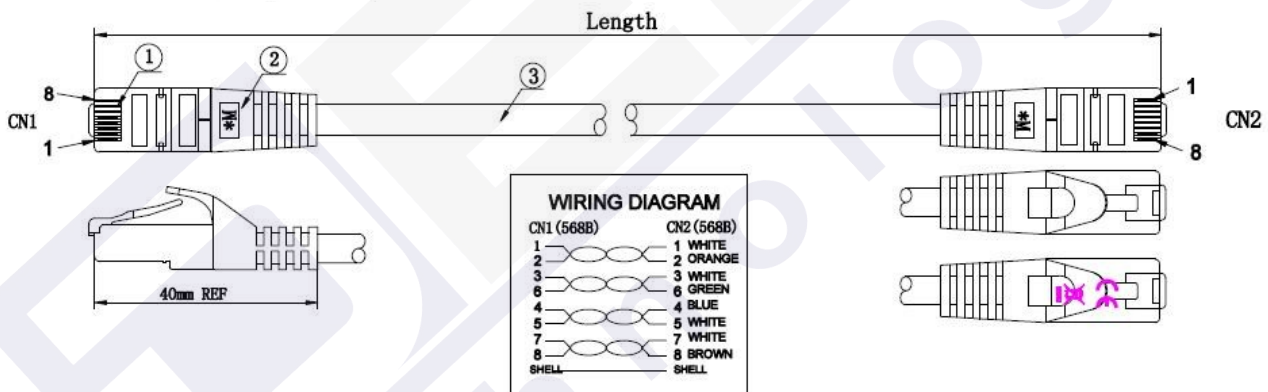 Length
① ② ③
8
CN1
1
*M
*M
1
CN2
8
40mm REF
WIRING DIAGRAM
CN1 (568B) CN2 (568B)
1 1 WHITE
2 2 ORANGE
3 3 WHITE
6 6 GREEN
4 4 BLUE
5 5 WHITE
7 7 WHITE
8 8 BROWN
SHELL SHELL
CE